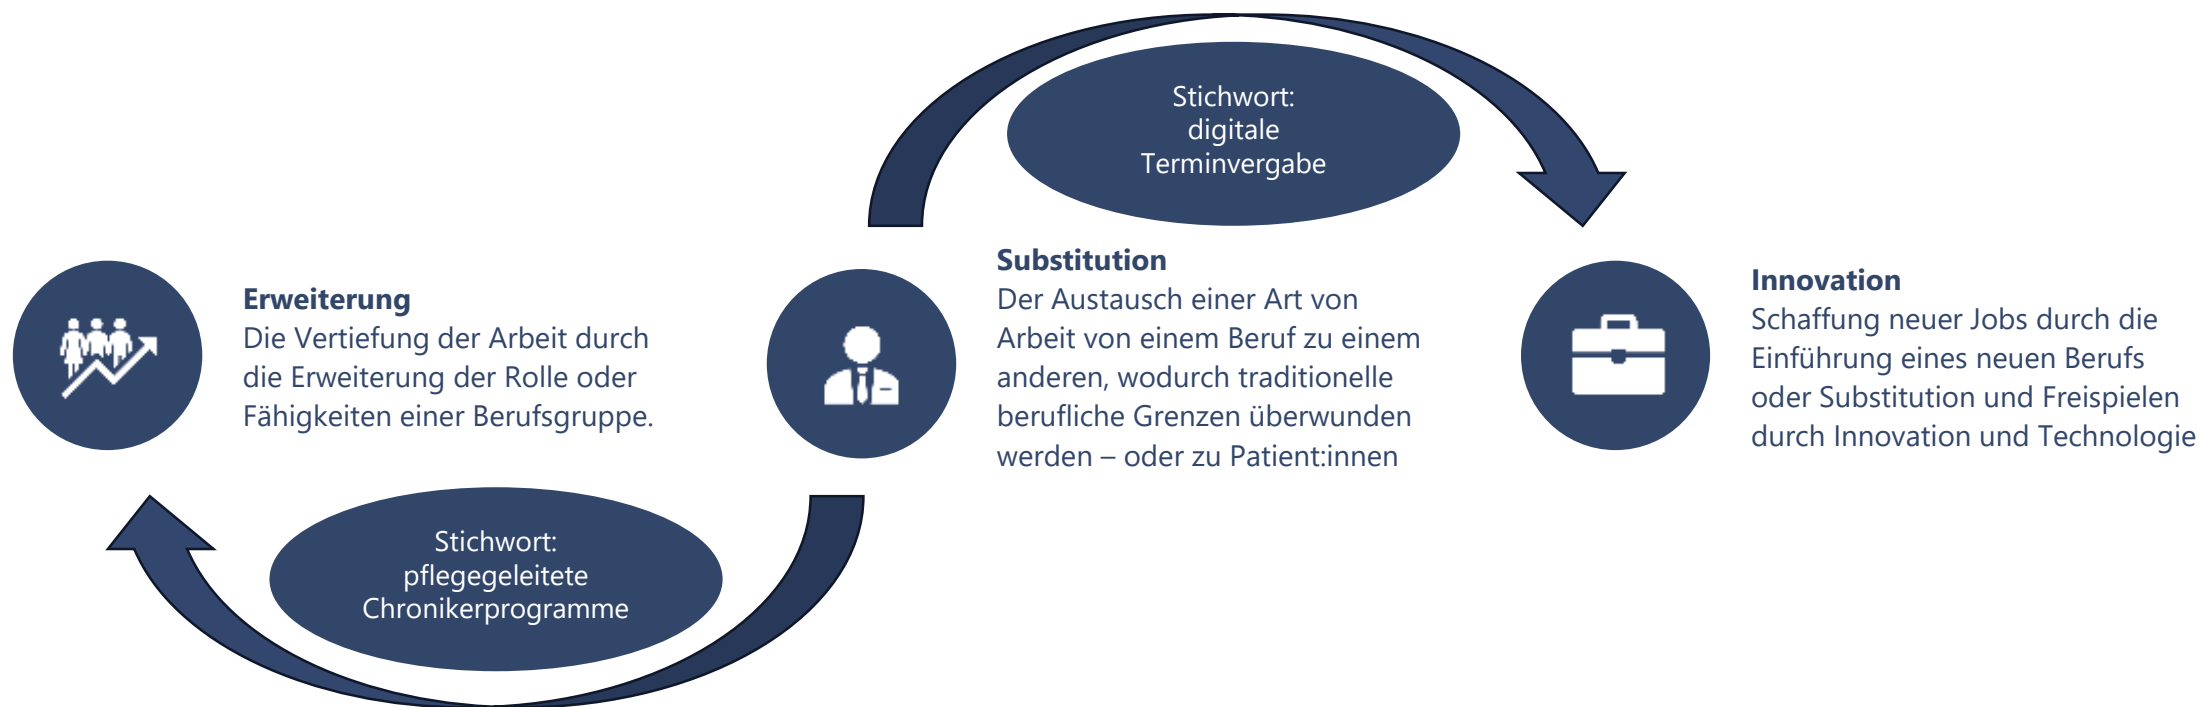 Stichwort:
digitale
Terminvergabe
Erweiterung
Die Vertiefung der Arbeit durch
die Erweiterung der Rolle oder
Fähigkeiten einer Berufsgruppe.
Substitution
Der Austausch einer Art von
Arbeit von einem Beruf zu einem
anderen, wodurch traditionelle
berufliche Grenzen überwunden
werden – oder zu Patient:innen
Innovation
Schaffung neuer Jobs durch die
Einführung eines neuen Berufs
oder Substitution und Freispielen
durch Innovation und Technologie
Stichwort:
pflegegeleitete
Chronikerprogramme